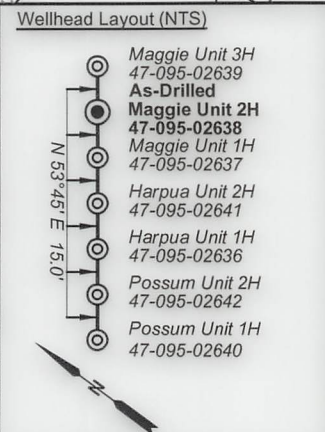 Wellhead Layout (NTS)
Maggie Unit 3H
47-095-02639
As-Drilled
Maggie Unit 2H
47-095-02638
Maggie Unit 1H
47-095-02637
Harpua Unit 2H
47-095-02641
Harpua Unit 1H
47-095-02636
Possum Unit 2H
47-095-02642
Possum Unit 1H
47-095-02640
N 53°45' E 15.0'
N